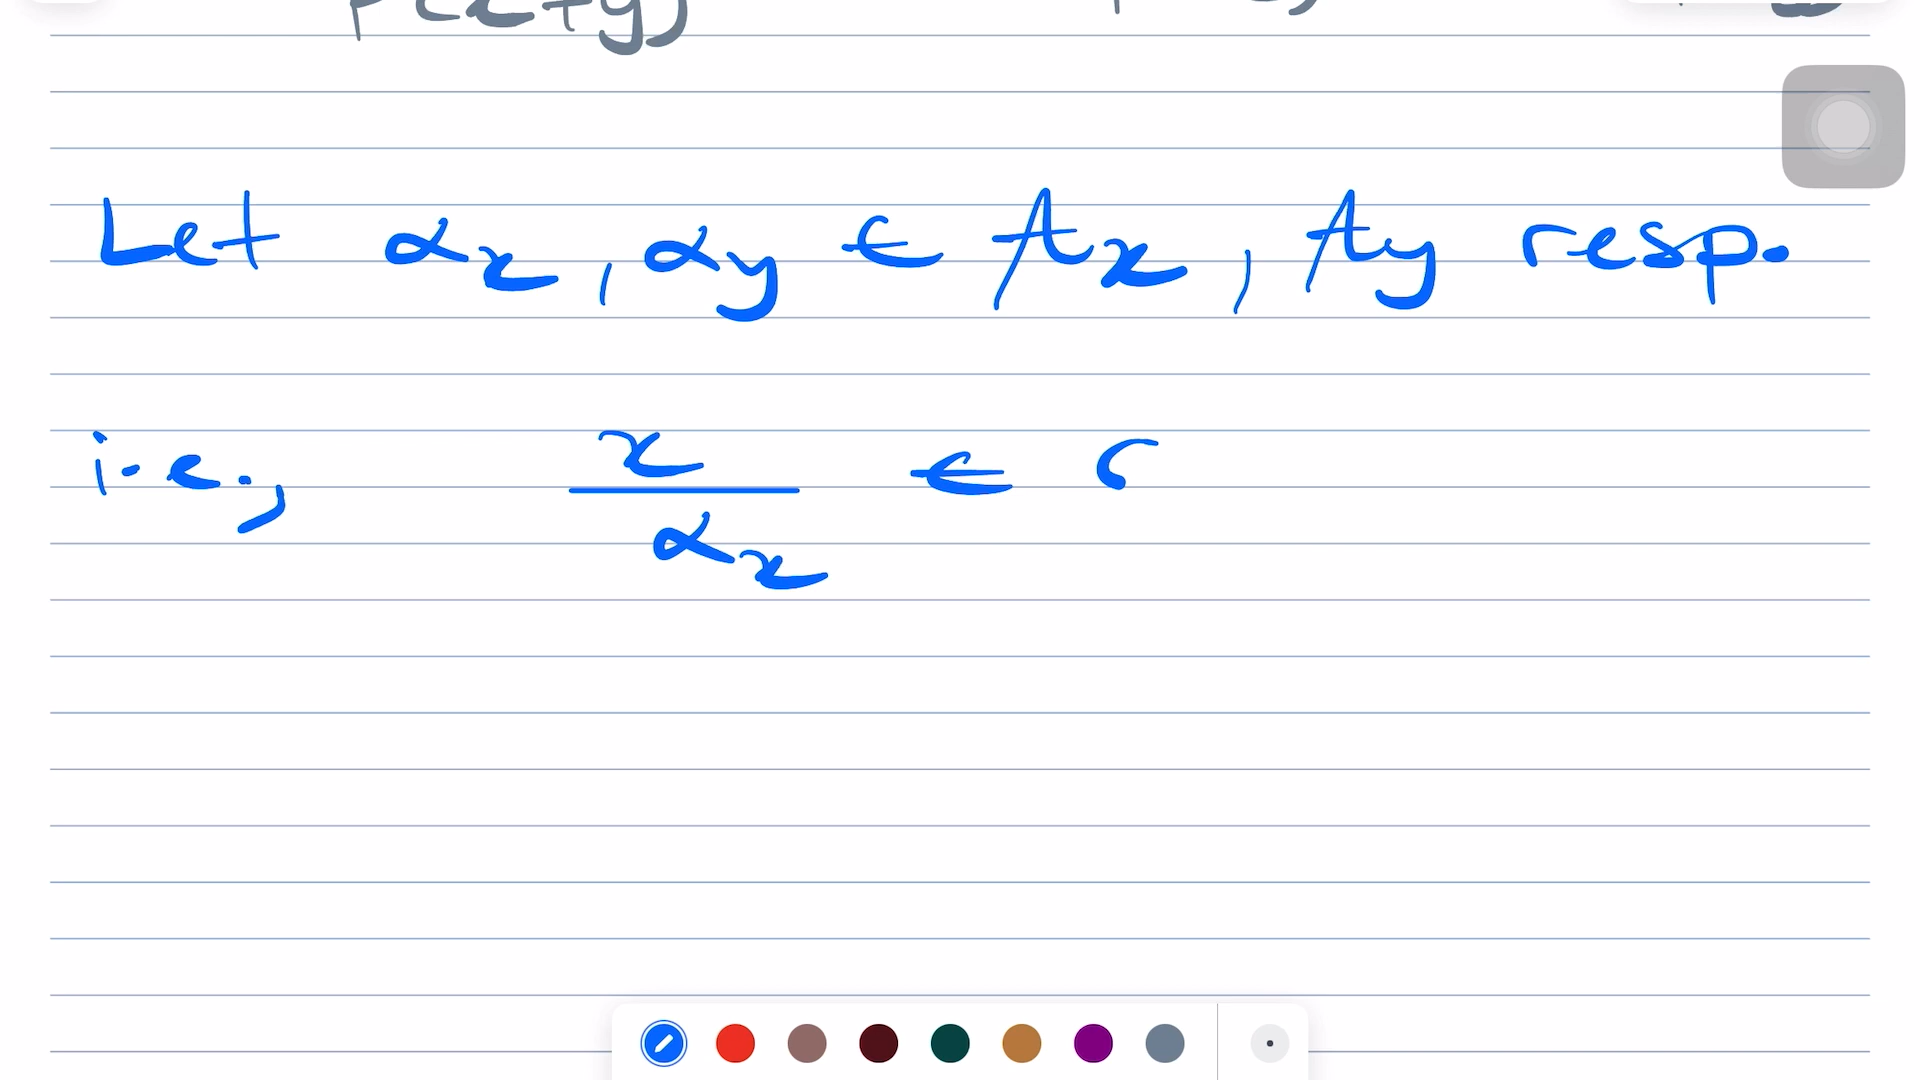 p(x+y)
Let αx, αy ∈ Ax, Ay resp.
i.e., x/αx ∈